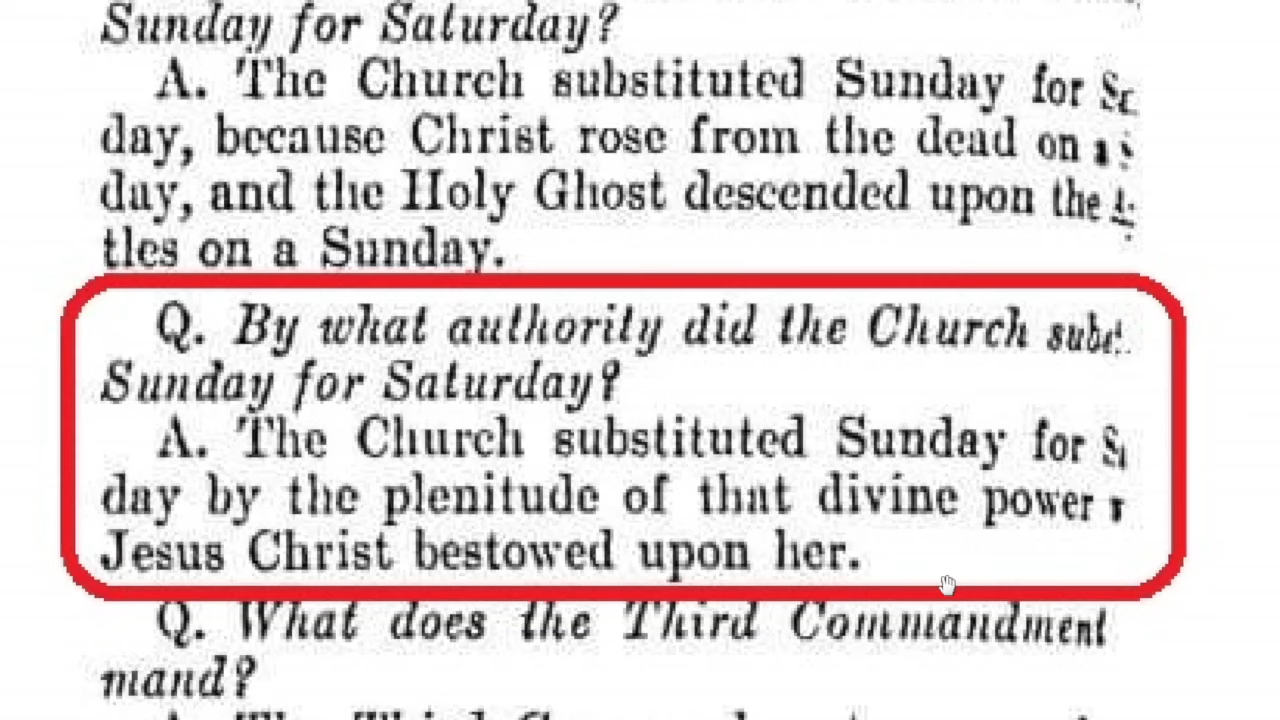 Sunday for Saturday?
A. The Church substituted Sunday for
day, because Christ rose from the dead on a
day, and the Holy Ghost descended upon the
tles on a Sunday.
Q. By what authority did the Church
Sunday for Saturday?
A. The Church substituted Sunday for
day by the plenitude of that divine power
Jesus Christ bestowed upon her.
Q. What does the Third Commandment
mand?